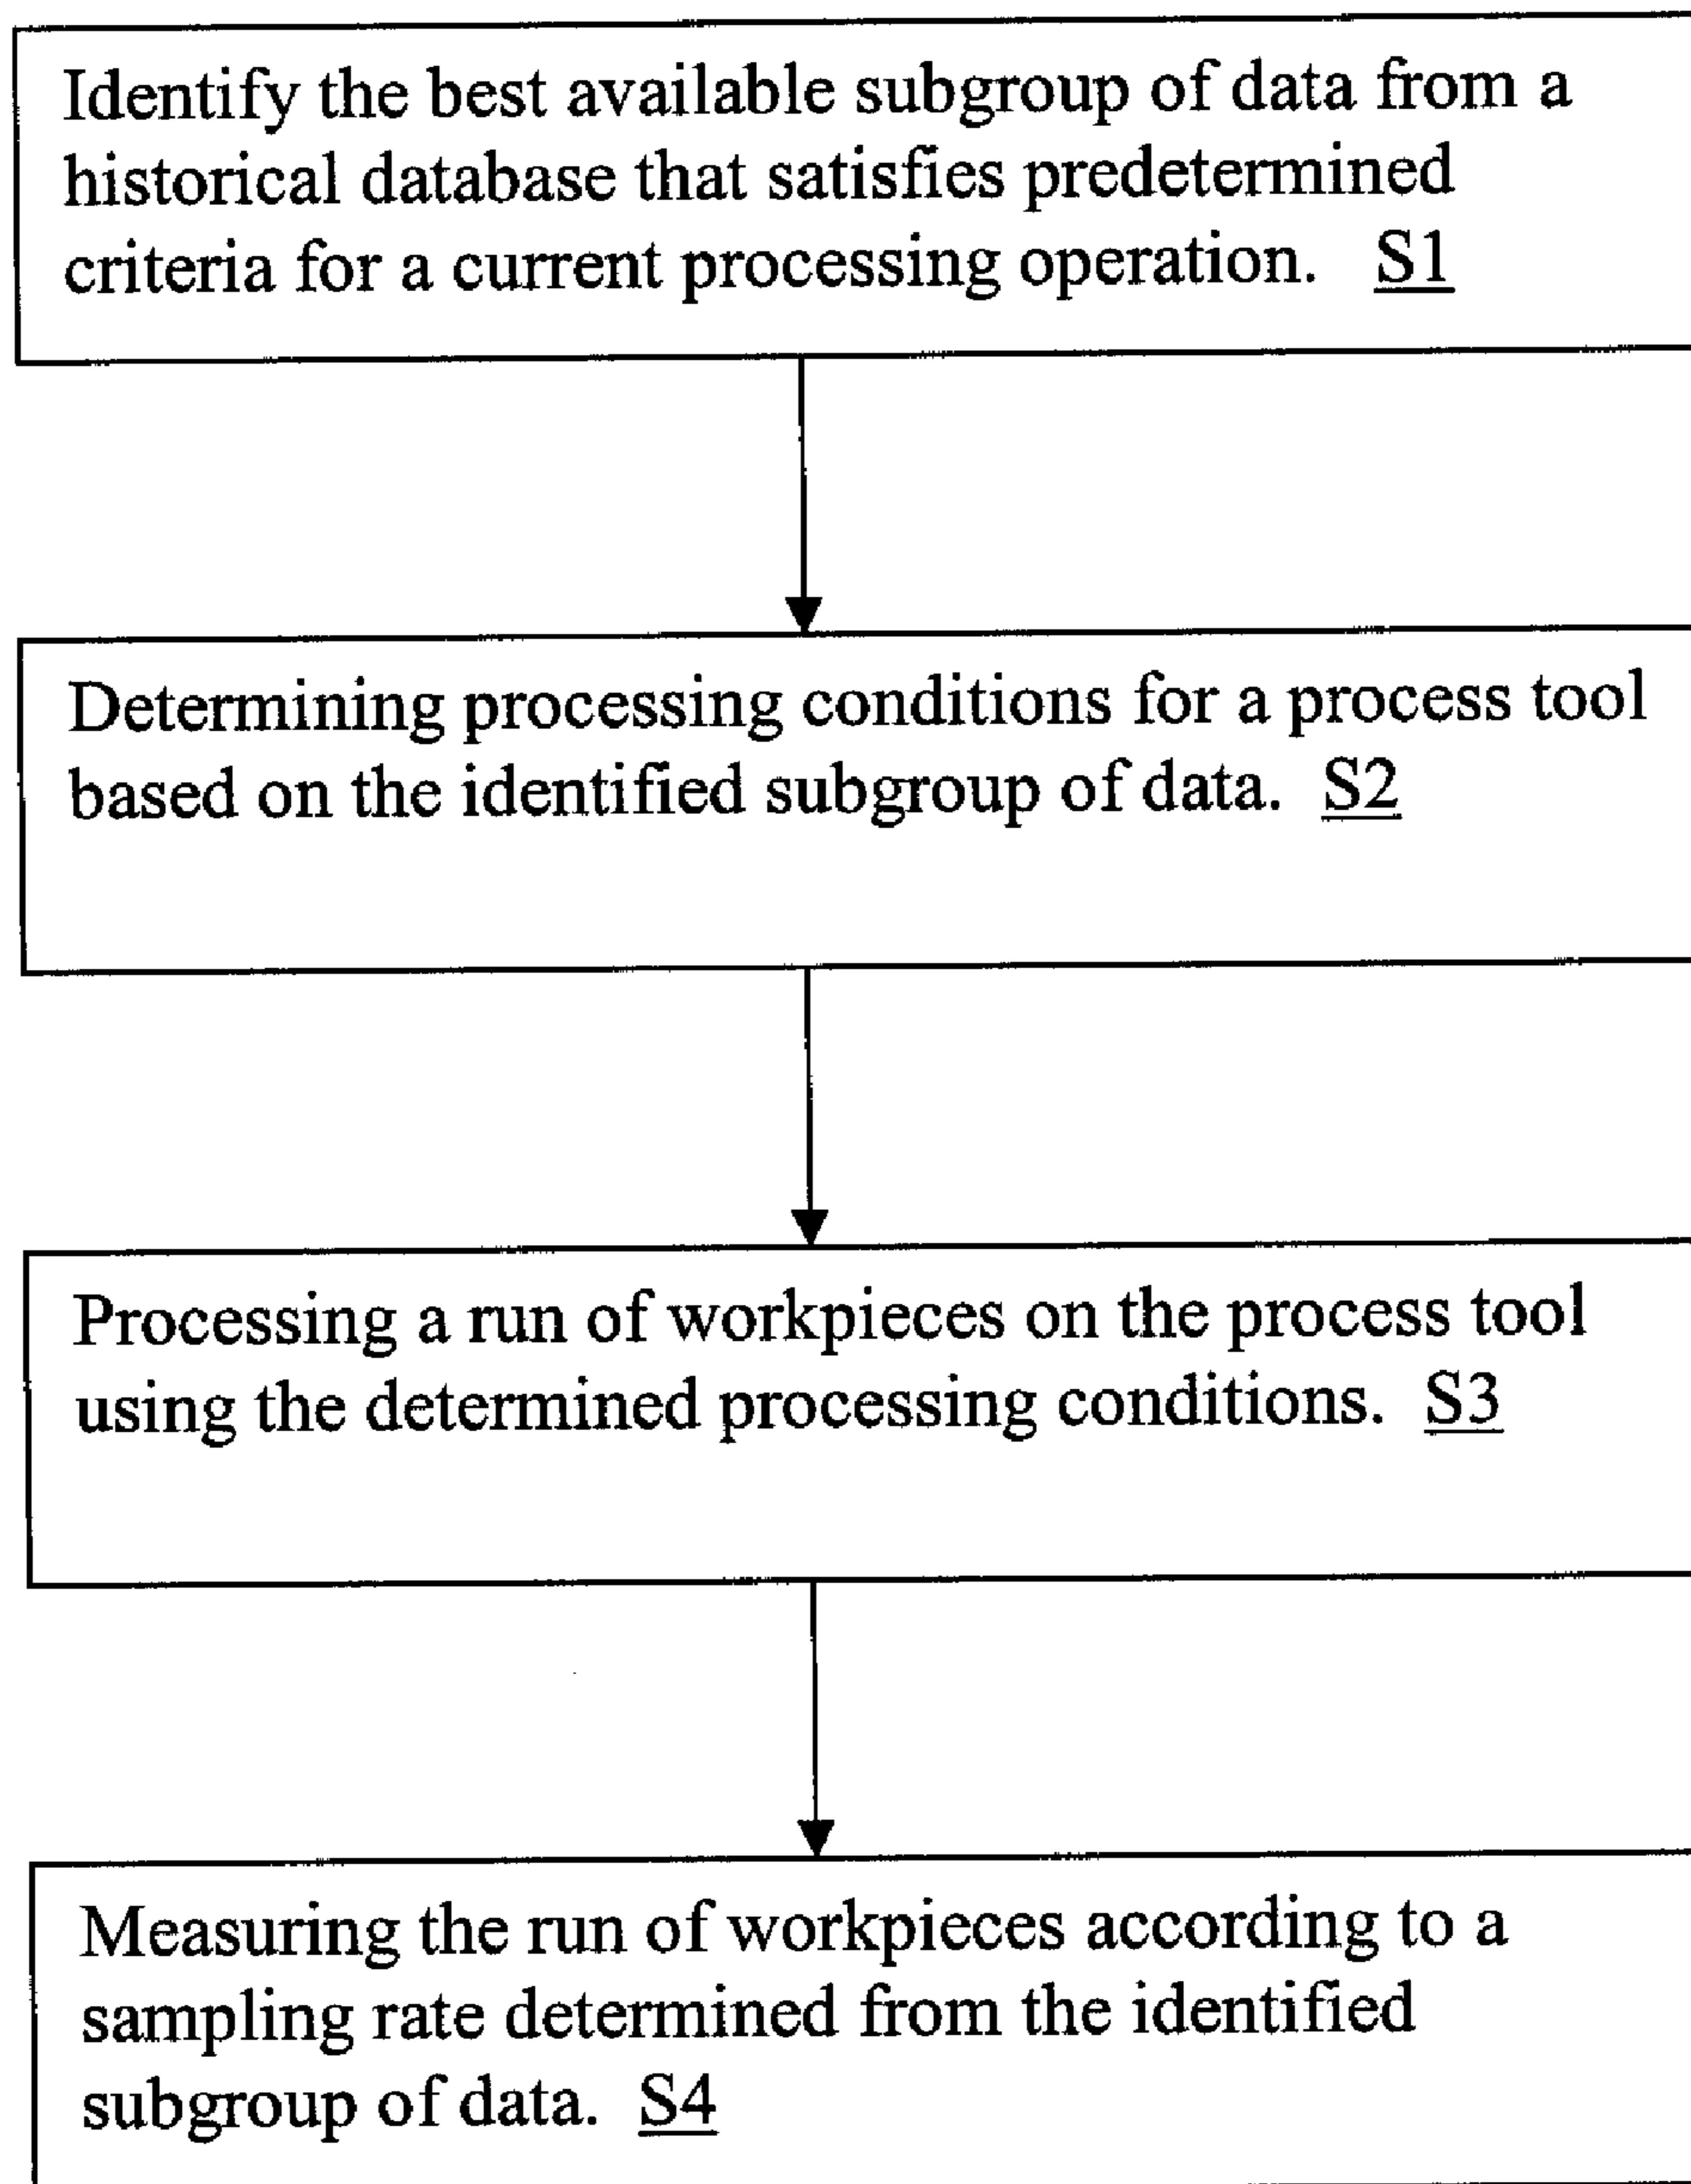 Identify the best available subgroup of data from a
historical database that satisfies predetermined
criteria for a current processing operation. S1
Determining processing conditions for a process tool
based on the identified subgroup of data. S2
Processing a run of workpieces on the process tool
using the determined processing conditions. S3
Measuring the run of workpieces according to a
sampling rate determined from the identified
subgroup of data. S4